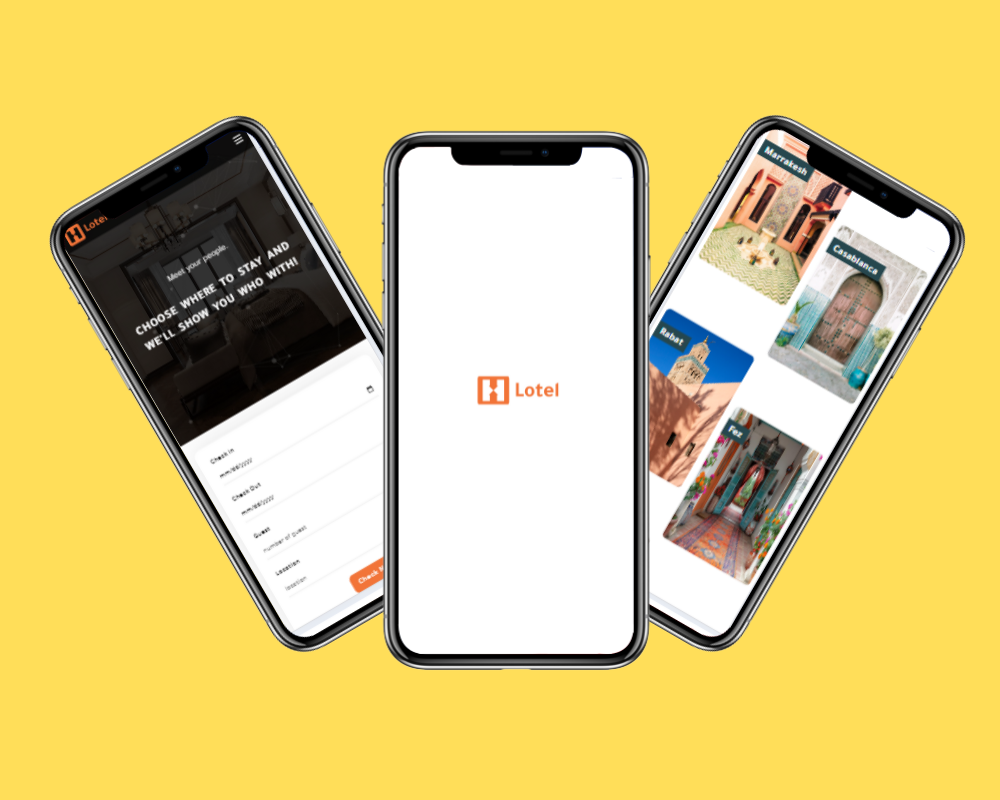 Lotel
Meet your people.
CHOOSE WHERE TO STAY AND
WE'LL SHOW YOU WHO WITH!
Check In
mm/dd/yyyy
Check Out
mm/dd/yyyy
Guest
number of guest
Location
location
Check
Lotel
Marrakesh
Casablanca
Rabat
Fez